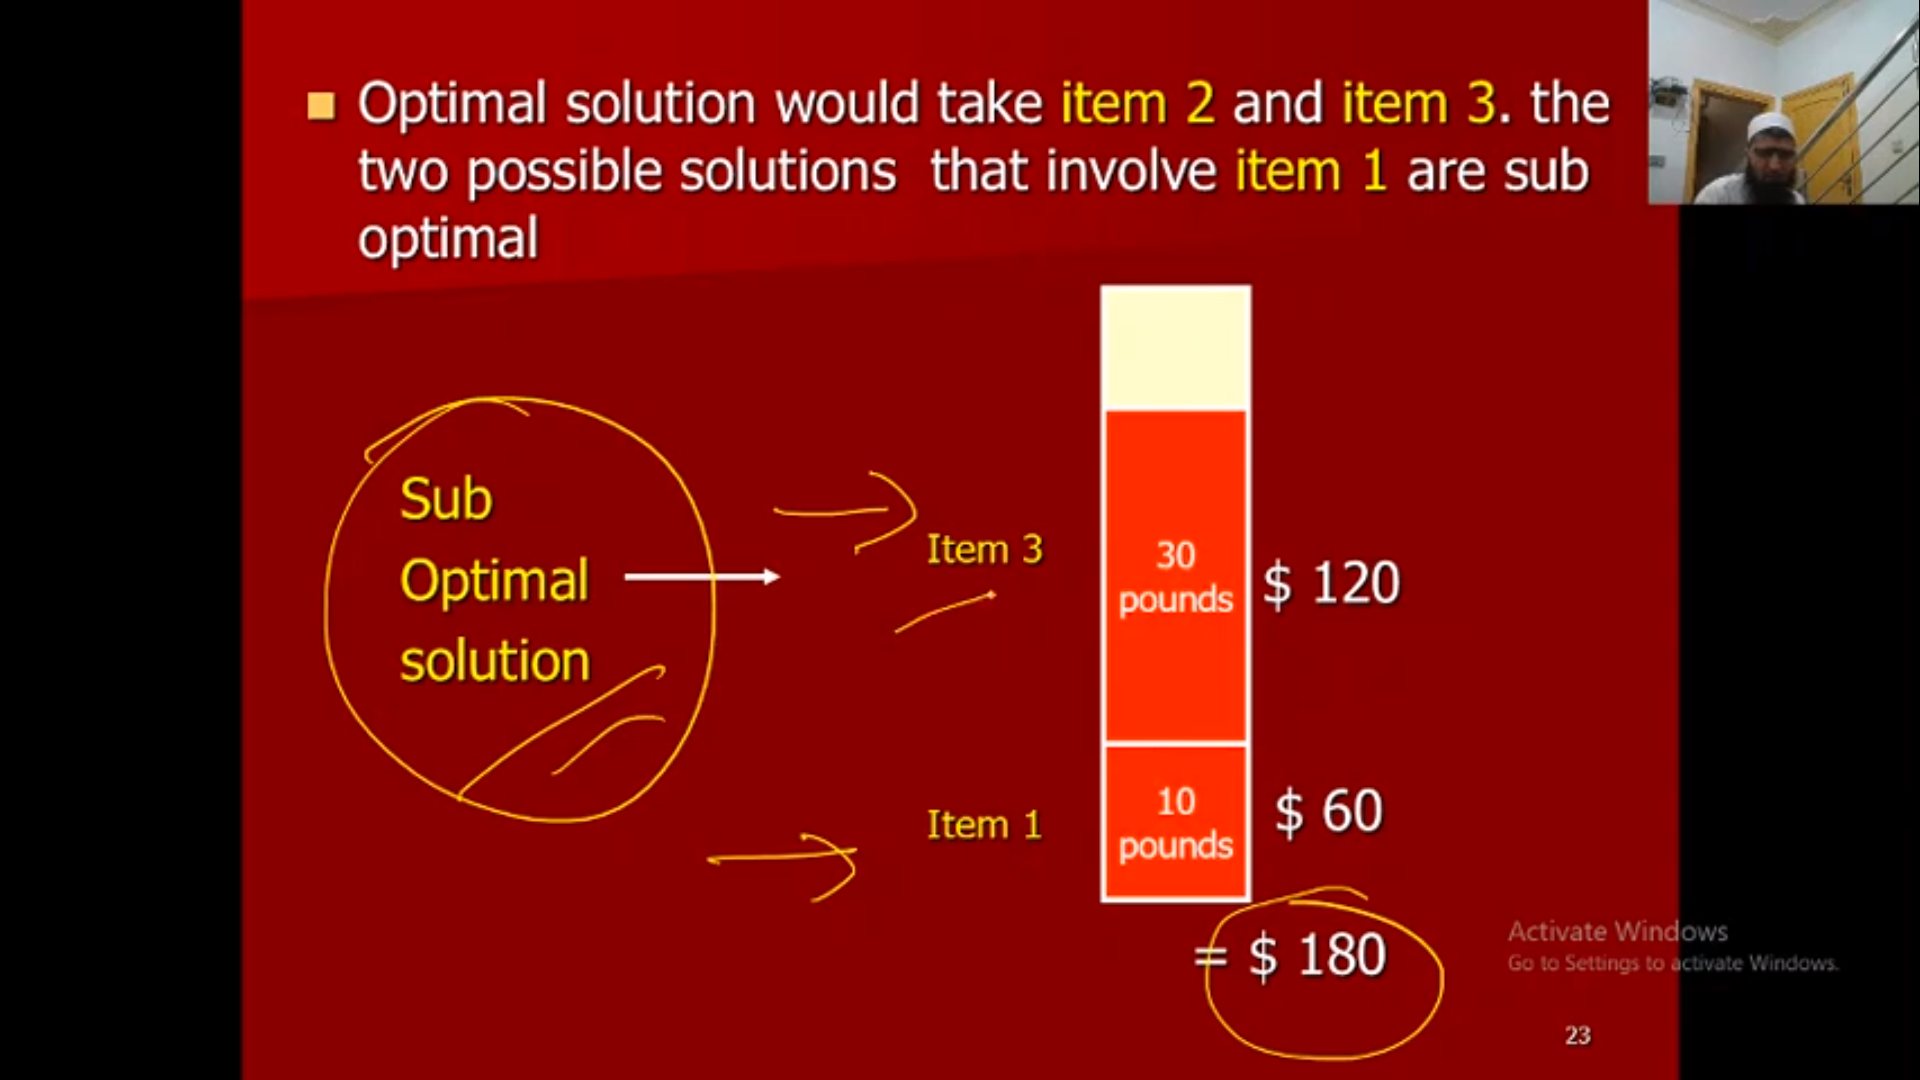 Optimal solution would take item 2 and item 3. the
two possible solutions that involve item 1 are sub
optimal
Sub
Optimal
solution
Item 3
30
pounds
$ 120
Item 1
10
pounds
$ 60
= $ 180
Activate Windows
Go to Settings to activate Windows.
23